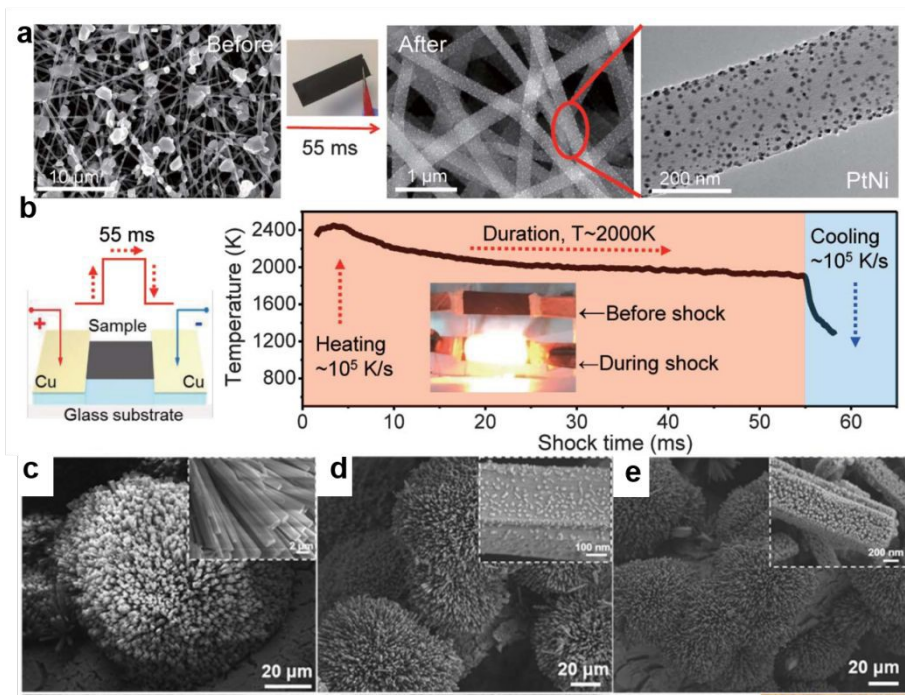 a
Before
10 μm
55 ms
After
1 μm
200 nm
PtNi
b
55 ms
+
Sample
-
Cu
Cu
Glass substrate
Temperature (K)
2400
2000
1600
1200
800
Duration, T~2000K
Heating
~10⁵ K/s
Before shock
During shock
Cooling
~10⁵ K/s
0
10
20
30
40
50
60
Shock time (ms)
c
2 μm
20 μm
d
100 nm
20 μm
e
200 nm
20 μm